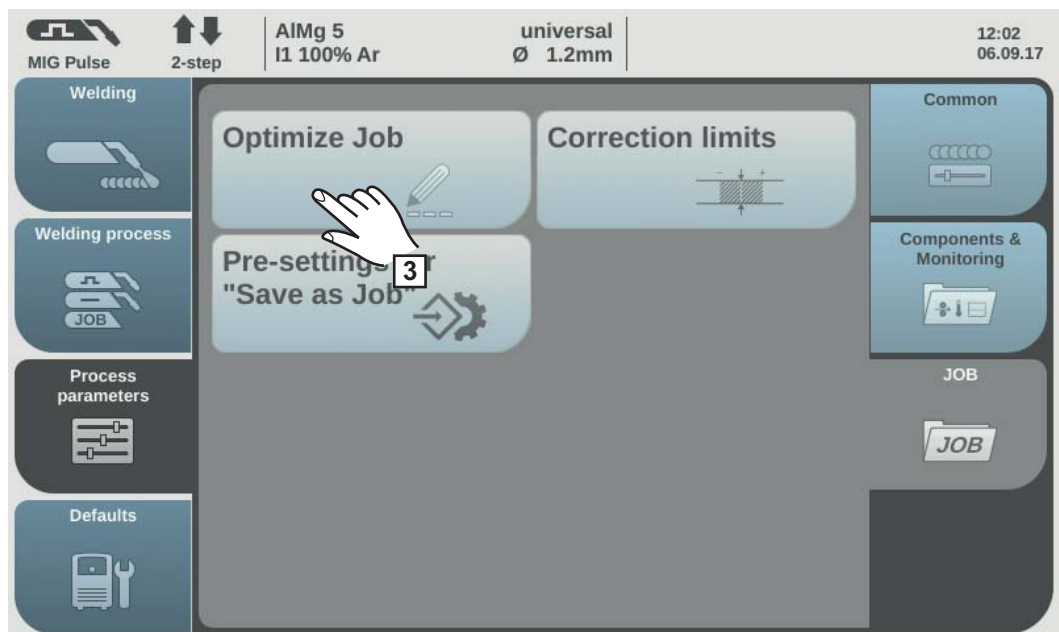 MIG Pulse
2-step
AlMg 5
I1 100% Ar
universal
Ø 1.2mm
12:02
06.09.17
Welding
Welding process
JOB
Process
parameters
Defaults
Optimize Job
Correction limits
- +
Pre-settings r
"Save as Job"
3
Common
Components &
Monitoring
JOB
JOB